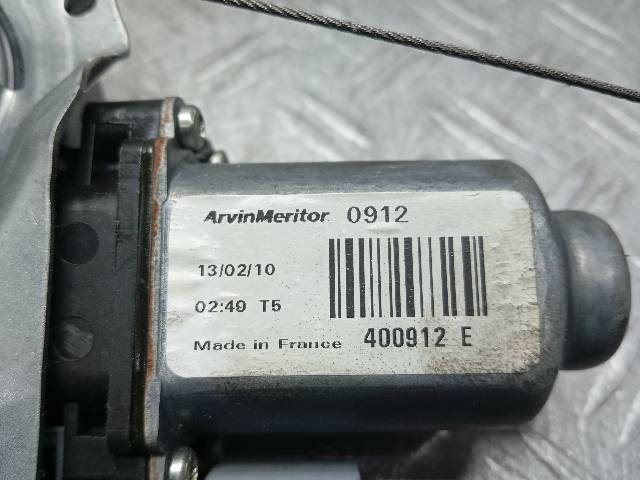 ArvinMeritor 0912
13/02/10
02:49 T5
Made in France 400912 E